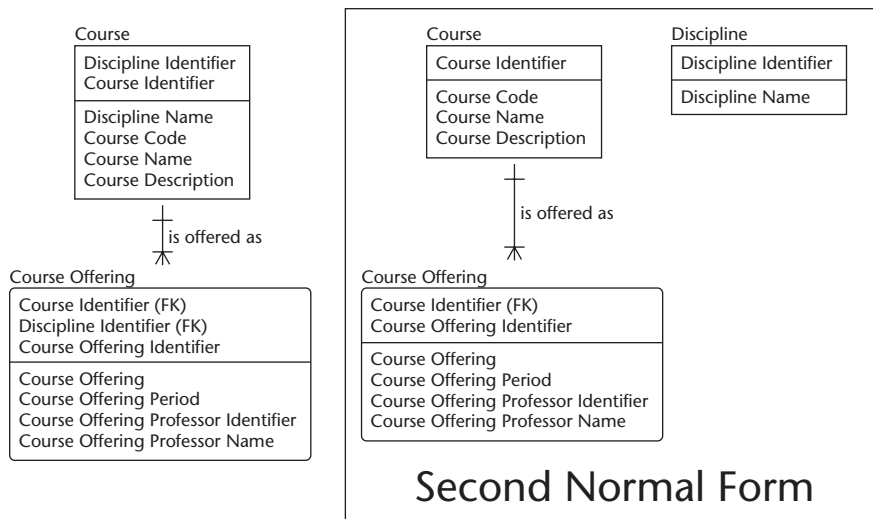 Course
Discipline Identifier
Course Identifier
Discipline Name
Course Code
Course Name
Course Description
is offered as
Course Offering
Course Identifier (FK)
Discipline Identifier (FK)
Course Offering Identifier
Course Offering
Course Offering Period
Course Offering Professor Identifier
Course Offering Professor Name
Course
Course Identifier
Course Code
Course Name
Course Description
Discipline
Discipline Identifier
Discipline Name
is offered as
Course Offering
Course Identifier (FK)
Course Offering Identifier
Course Offering
Course Offering Period
Course Offering Professor Identifier
Course Offering Professor Name
Second Normal Form